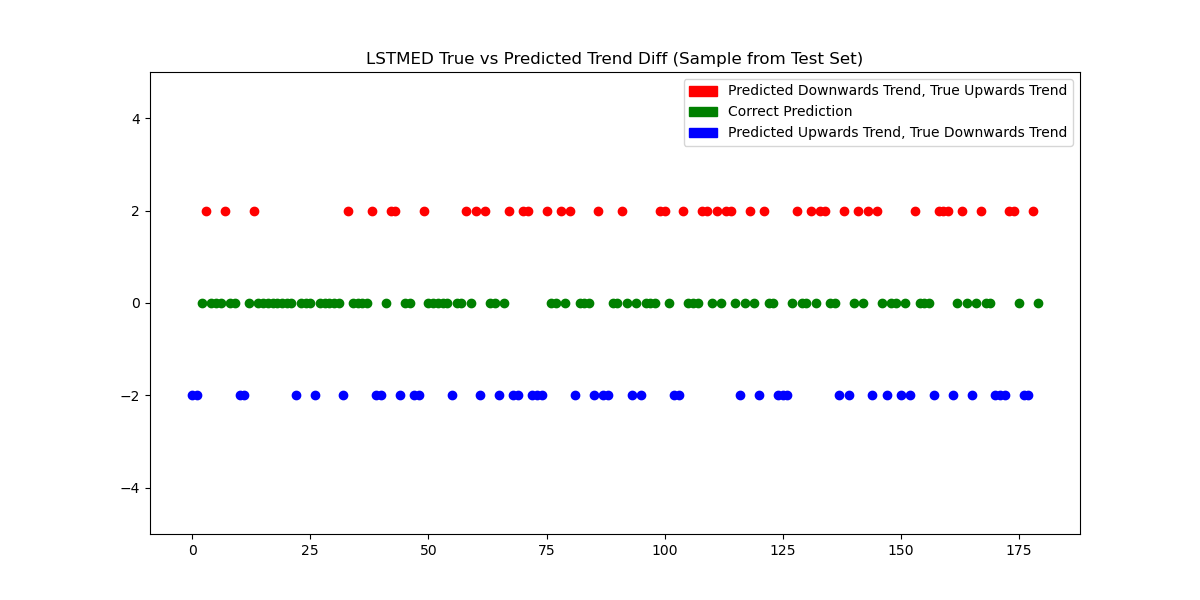 LSTMED True vs Predicted Trend Diff (Sample from Test Set)
Predicted Downwards Trend, True Upwards Trend
Correct Prediction
Predicted Upwards Trend, True Downwards Trend
4
2
0
−2
−4
0 25 50 75 100 125 150 175